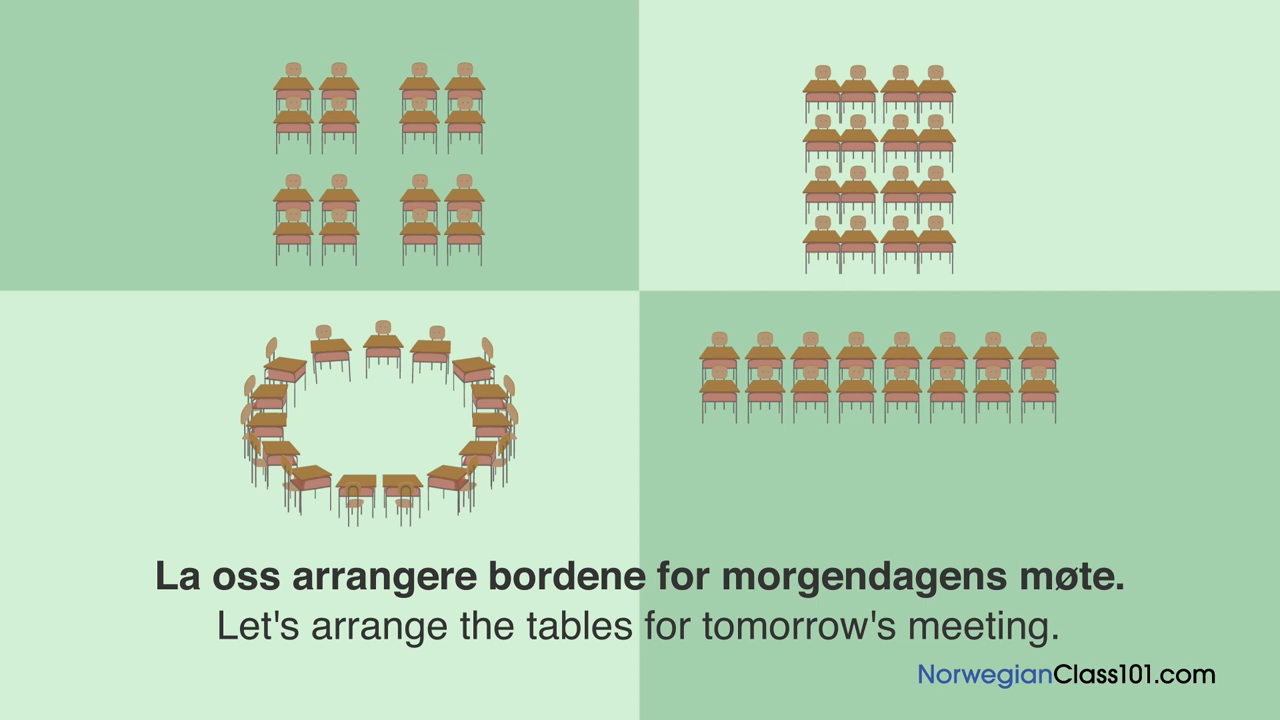 La oss arrangere bordene for morgendagens møte.
Let's arrange the tables for tomorrow's meeting.
NorwegianClass101.com